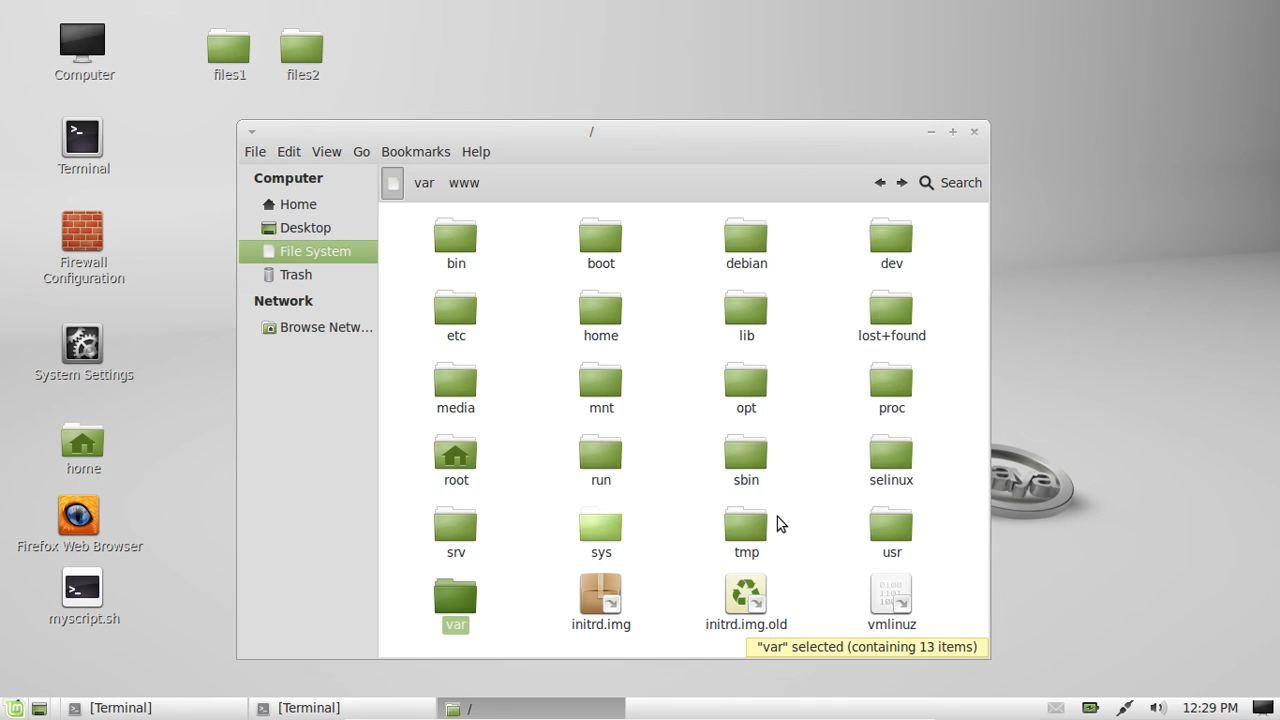 Computer
files1
files2
Terminal
Firewall
Configuration
System Settings
home
Firefox Web Browser
myscript.sh
/
File Edit View Go Bookmarks Help
Computer
Home
Desktop
File System
Trash
Network
Browse Netw...
var www
Search
bin boot debian dev
etc home lib lost+found
media mnt opt proc
root run sbin selinux
srv sys tmp usr
var initrd.img initrd.img.old vmlinuz
"var" selected (containing 13 items)
[Terminal] [Terminal] / 12:29 PM